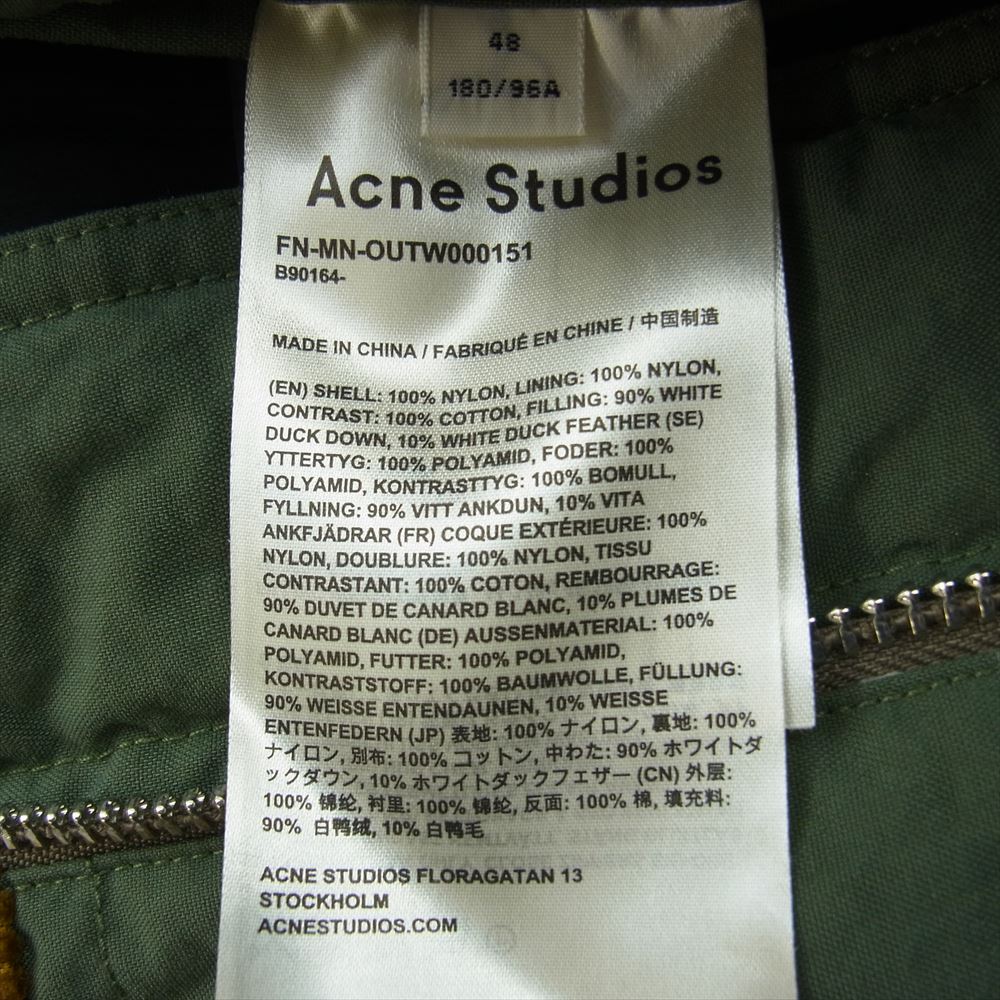 48
180/96A
Acne Studios
FN-MN-OUTW000151
B90164-
MADE IN CHINA / FABRIQUÉ EN CHINE / 中国制造
(EN) SHELL: 100% NYLON, LINING: 100% NYLON,
CONTRAST: 100% COTTON, FILLING: 90% WHITE
DUCK DOWN, 10% WHITE DUCK FEATHER (SE)
YTTERTYG: 100% POLYAMID, FODER: 100%
POLYAMID, KONTRASTTYG: 100% BOMULL,
FYLLNING: 90% VITT ANKDUN, 10% VITA
ANKFJÄDRAR (FR) COQUE EXTÉRIEURE: 100%
NYLON, DOUBLURE: 100% NYLON, TISSU
CONTRASTANT: 100% COTON, REMBOURRAGE:
90% DUVET DE CANARD BLANC, 10% PLUMES DE
CANARD BLANC (DE) AUSSENMATERIAL: 100%
POLYAMID, FUTTER: 100% POLYAMID,
KONTRASTSTOFF: 100% BAUMWOLLE, FÜLLUNG:
90% WEISSE ENTENDAUNEN, 10% WEISSE
ENTENFEDERN (JP) 表地: 100% ナイロン, 裏地: 100%
ナイロン, 別布: 100% コットン, 中わた: 90% ホワイトダ
ックダウン, 10% ホワイトダックフェザー (CN) 外层:
100% 锦纶, 衬里: 100% 锦纶, 反面: 100% 棉, 填充料:
90% 白鸭绒, 10% 白鸭毛
ACNE STUDIOS FLORAGATAN 13
STOCKHOLM
ACNESTUDIOS.COM